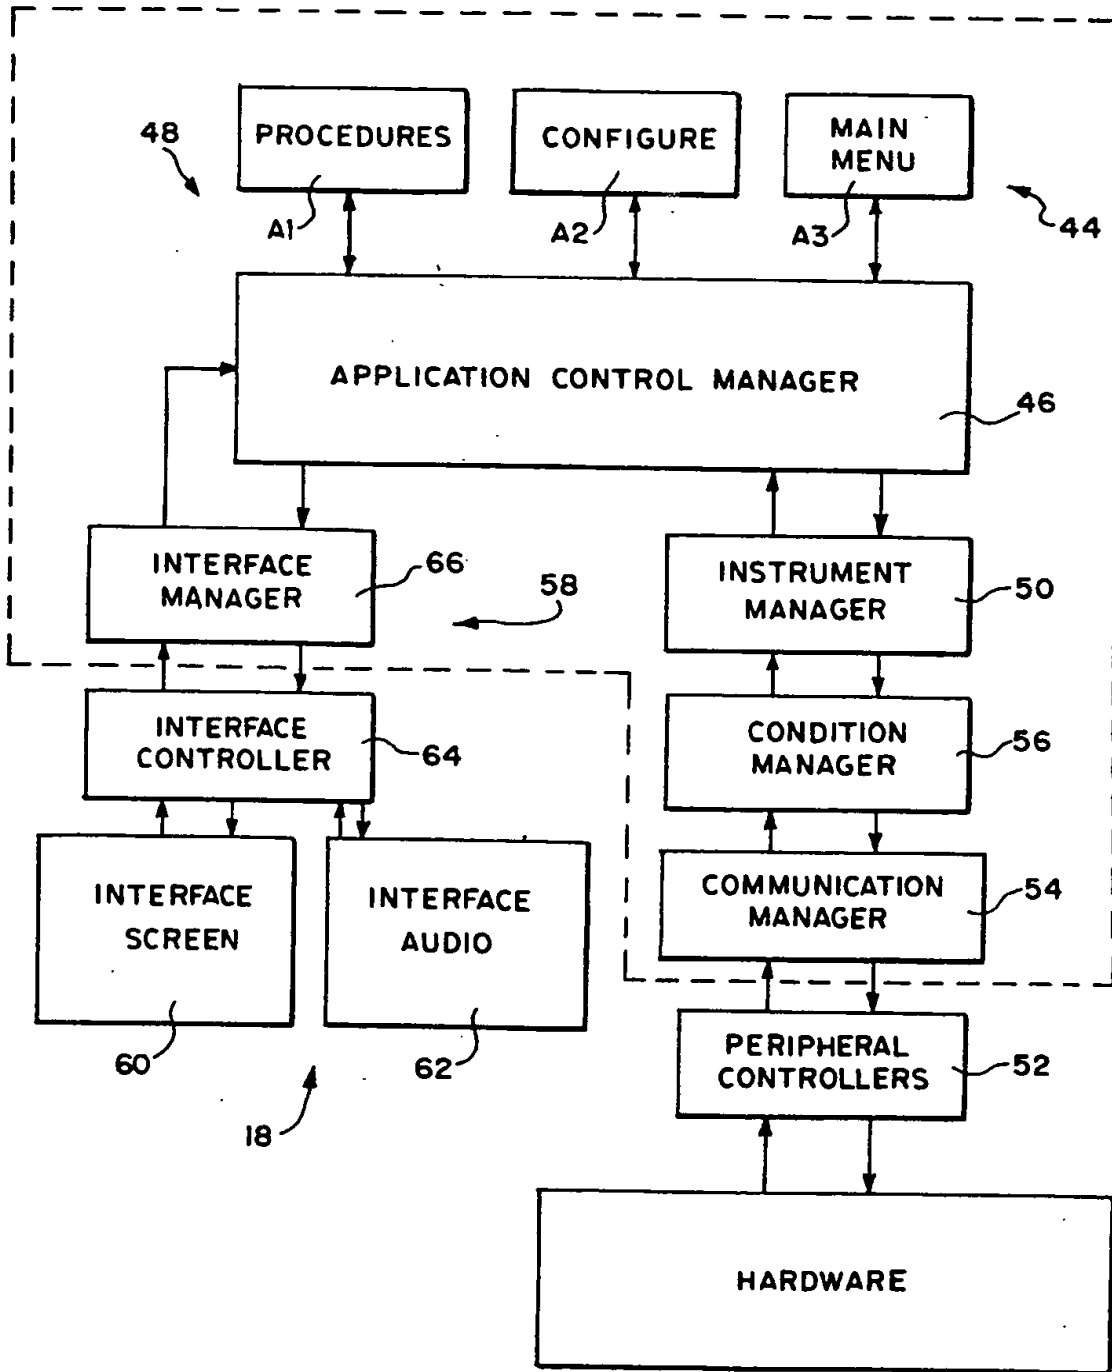 PROCEDURES
CONFIGURE
MAIN
MENU
48
A1
A2
A3
44
APPLICATION CONTROL MANAGER
46
INTERFACE
MANAGER
66
58
INSTRUMENT
MANAGER
50
INTERFACE
CONTROLLER
64
CONDITION
MANAGER
56
INTERFACE
SCREEN
INTERFACE
AUDIO
COMMUNICATION
MANAGER
54
60
62
18
PERIPHERAL
CONTROLLERS
52
HARDWARE